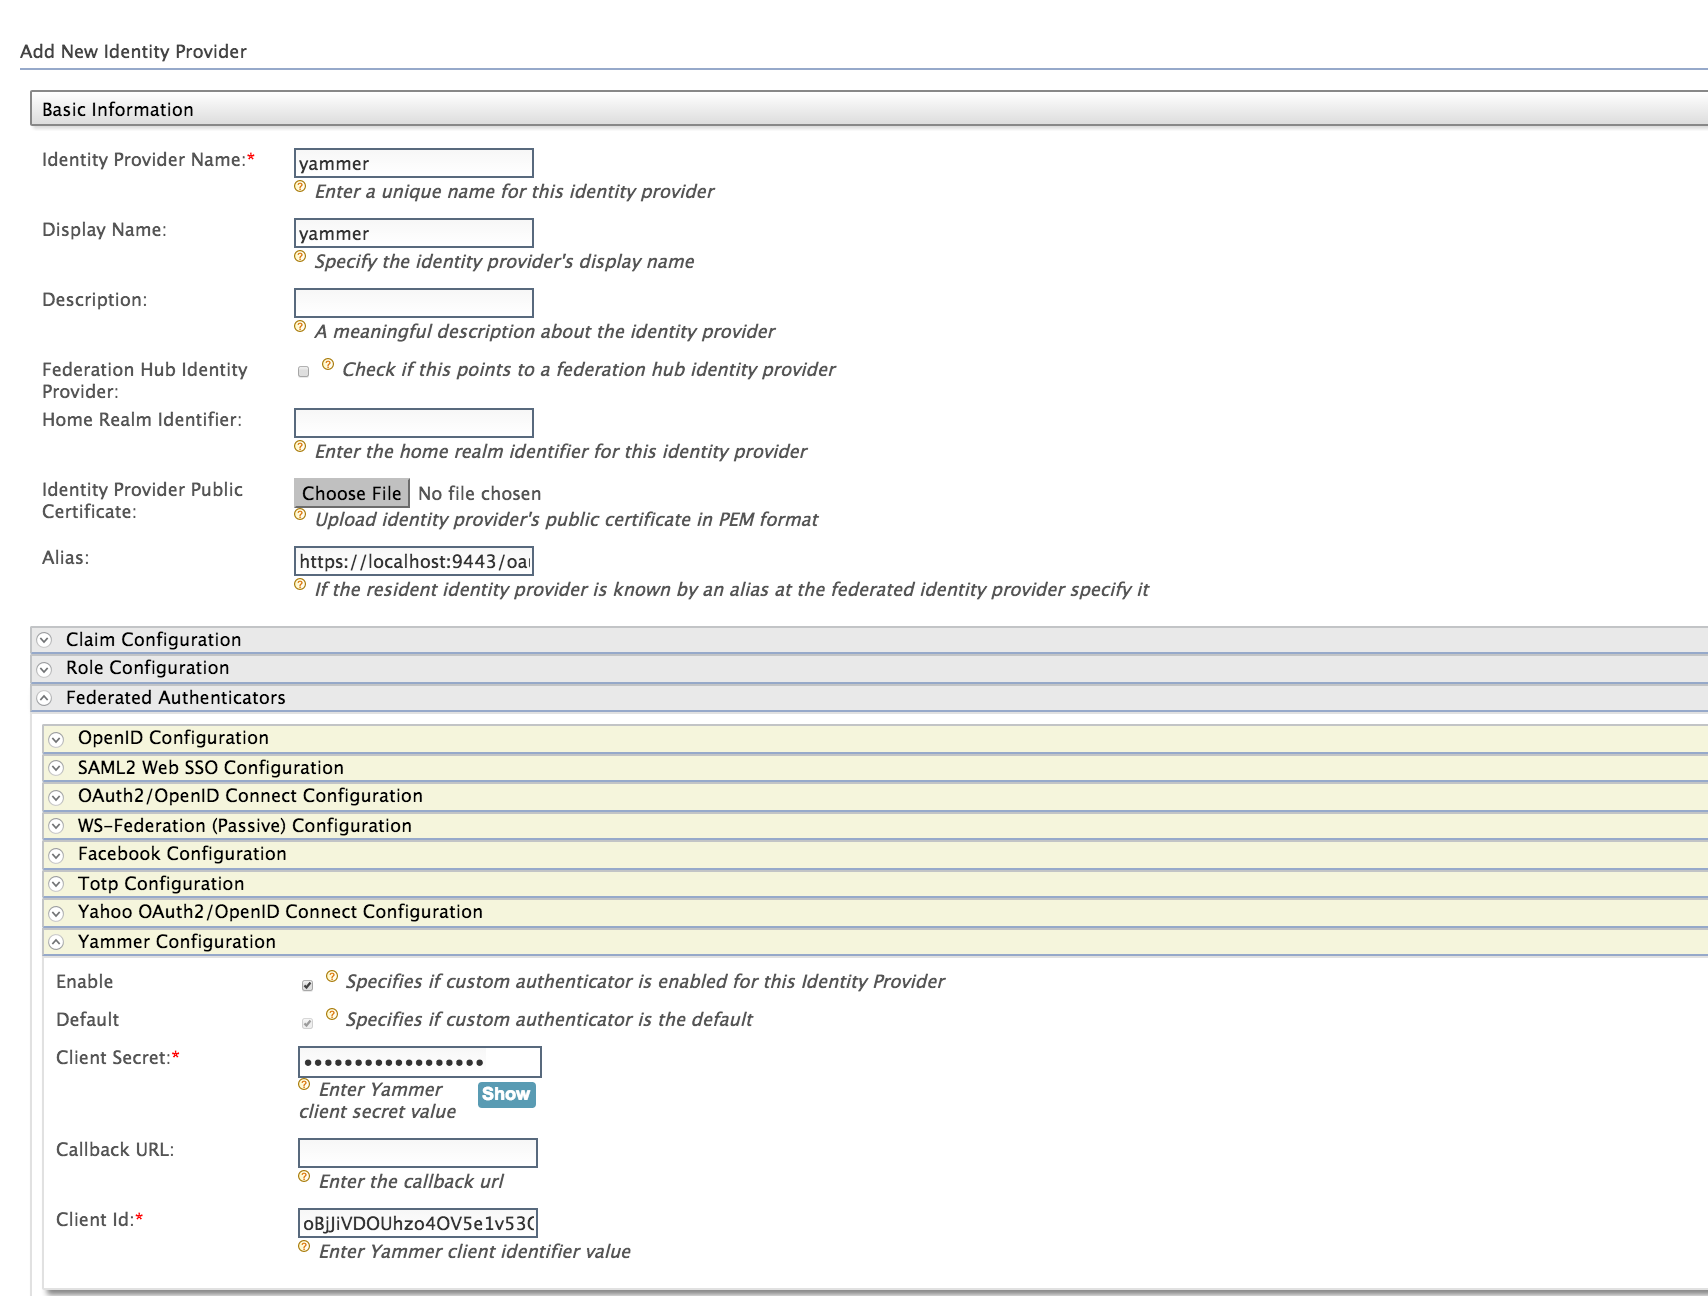 Add New Identity Provider
Basic Information
Identity Provider Name:*
yammer
Enter a unique name for this identity provider
Display Name:
yammer
Specify the identity provider's display name
Description:
A meaningful description about the identity provider
Federation Hub Identity
Provider:
Check if this points to a federation hub identity provider
Home Realm Identifier:
Enter the home realm identifier for this identity provider
Identity Provider Public
Certificate:
Choose File No file chosen
Upload identity provider's public certificate in PEM format
Alias:
https://localhost:9443/oau
If the resident identity provider is known by an alias at the federated identity provider specify it
Claim Configuration
Role Configuration
Federated Authenticators
OpenID Configuration
SAML2 Web SSO Configuration
OAuth2/OpenID Connect Configuration
WS-Federation (Passive) Configuration
Facebook Configuration
Totp Configuration
Yahoo OAuth2/OpenID Connect Configuration
Yammer Configuration
Enable
Specifies if custom authenticator is enabled for this Identity Provider
Default
Specifies if custom authenticator is the default
Client Secret:*
••••••••••••••••••
Enter Yammer
client secret value
Show
Callback URL:
Enter the callback url
Client Id:*
oBjJiVDOUhzo4OV5e1v53C
Enter Yammer client identifier value